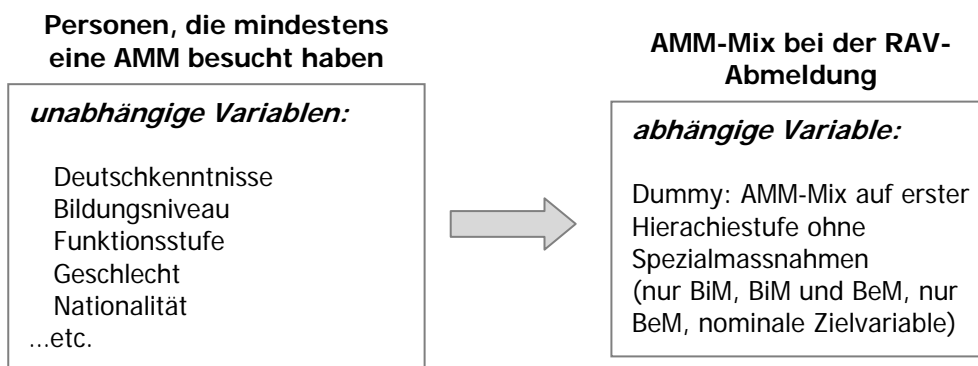 Personen, die mindestens
eine AMM besucht haben
unabhängige Variablen:
Deutschkenntnisse
Bildungsniveau
Funktionsstufe
Geschlecht
Nationalität
...etc.
AMM-Mix bei der RAV-
Abmeldung
abhängige Variable:
Dummy: AMM-Mix auf erster
Hierachiestufe ohne
Spezialmassnahmen
(nur BiM, BiM und BeM, nur
BeM, nominale Zielvariable)